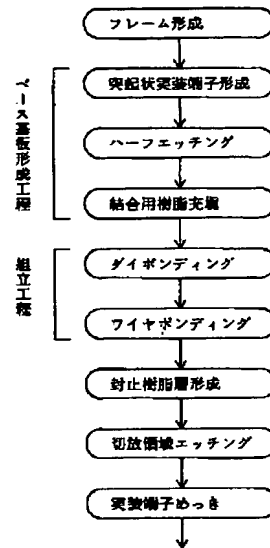 フレーム形成
ベース基板形成工程
突起状実装端子形成
ハーフエッチング
結合用樹脂充填
組立工程
ダイボンディング
ワイヤボンディング
封止樹脂層形成
切放領域エッチング
実装端子めっき